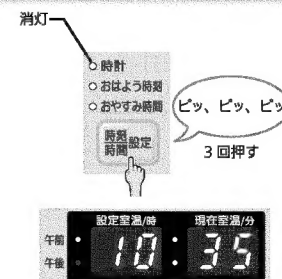 消灯
時計
おはよう時刻
おやすみ時間
ピッ、ピッ、ピッ
時刻
時間 設定
3回押す
設定室温/時 現在室温/分
午前
午後
10:35